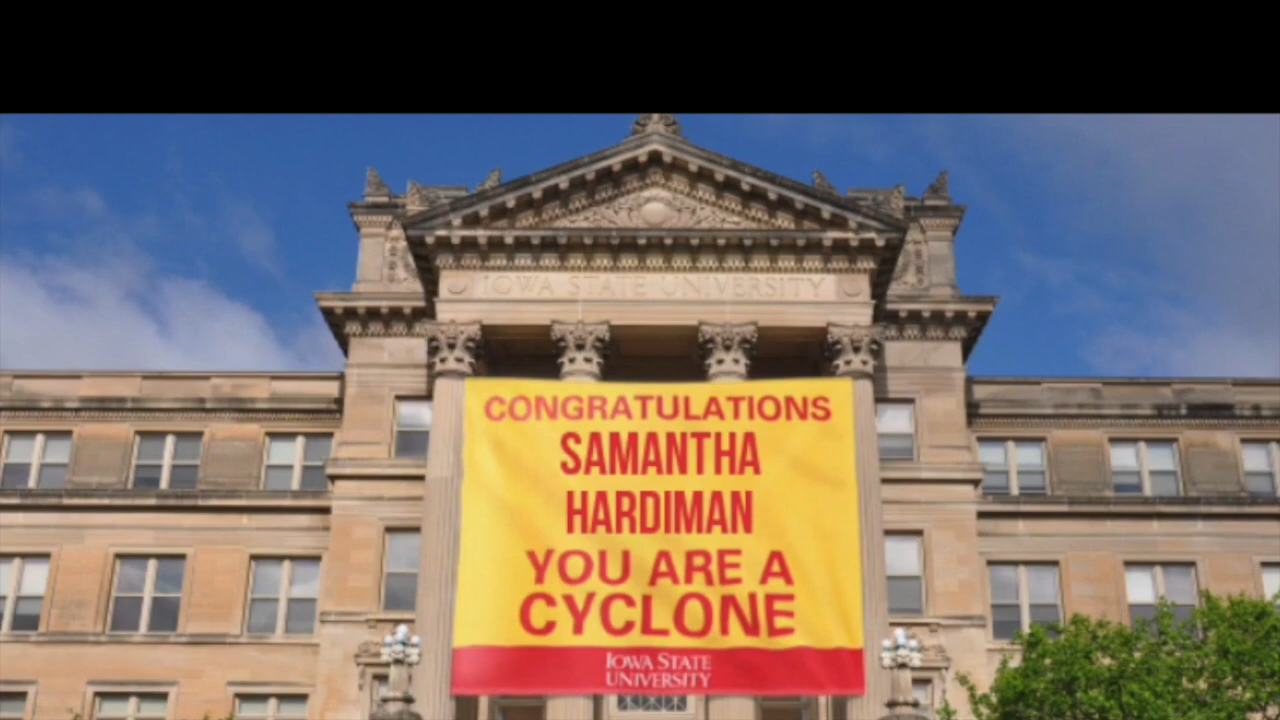 IOWA STATE UNIVERSITY
CONGRATULATIONS
SAMANTHA
HARDIMAN
YOU ARE A
CYCLONE
IOWA STATE
UNIVERSITY